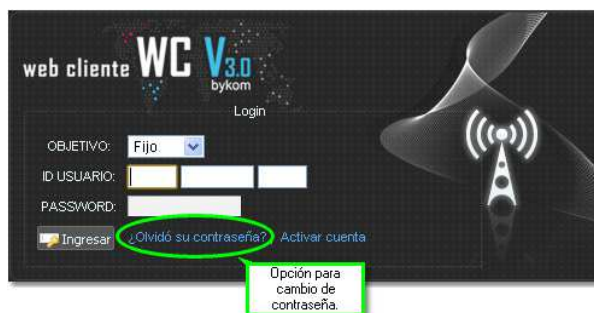 web cliente WC V3.0
bykom
Login
OBJETIVO: Fijo
ID USUARIO:
PASSWORD:
Ingresar ¿Olvidó su contraseña? Activar cuenta
Opción para
cambio de
contraseña.